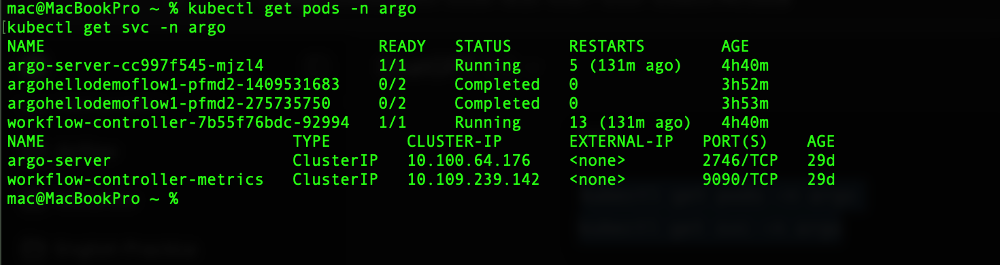 mac@MacBookPro ~ % kubectl get pods -n argo
[kubectl get svc -n argo
NAME READY STATUS RESTARTS AGE
argo-server-cc997f545-mjzl4 1/1 Running 5 (131m ago) 4h40m
argohellodemoflow1-pfmd2-1409531683 0/2 Completed 0 3h52m
argohellodemoflow1-pfmd2-275735750 0/2 Completed 0 3h53m
workflow-controller-7b55f76bdc-92994 1/1 Running 13 (131m ago) 4h40m
NAME TYPE CLUSTER-IP EXTERNAL-IP PORT(S) AGE
argo-server ClusterIP 10.100.64.176 <none> 2746/TCP 29d
workflow-controller-metrics ClusterIP 10.109.239.142 <none> 9090/TCP 29d
mac@MacBookPro ~ %